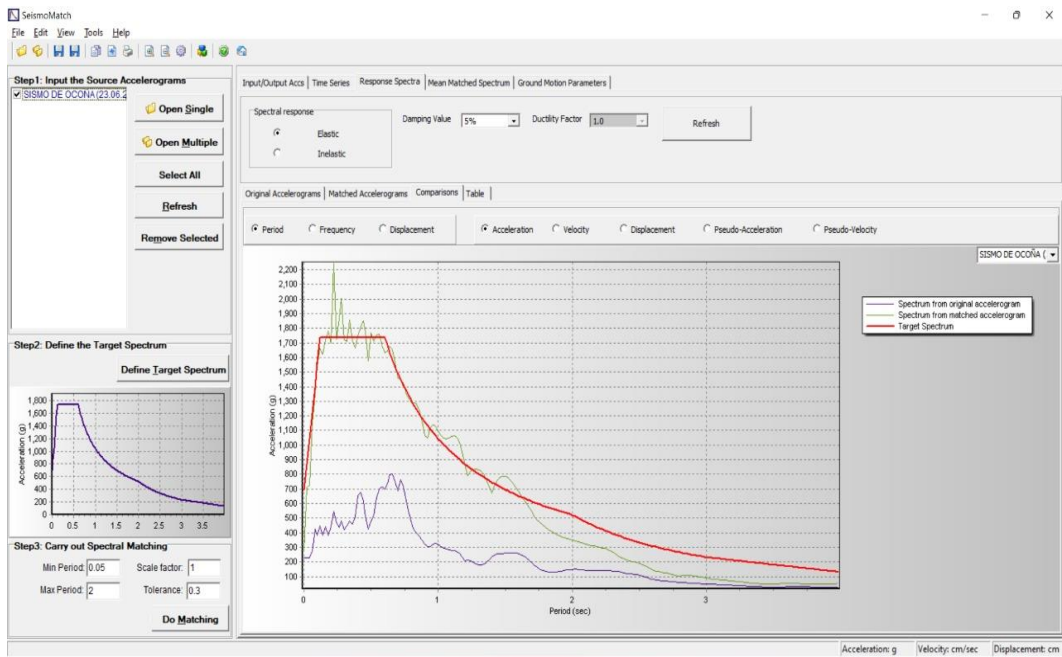 SeismoMatch
File Edit View Tools Help
Step1: Input the Source Accelerograms
SISMO DE OCOÑA (23.06.2
Open Single
Open Multiple
Select All
Refresh
Remove Selected
Step2: Define the Target Spectrum
Define Target Spectrum
Acceleration (g)
1,800
1,600
1,400
1,200
1,000
800
600
400
200
0
0 0.5 1 1.5 2 2.5 3 3.5
Step3: Carry out Spectral Matching
Min Period: 0.05 Scale factor: 1
Max Period: 2 Tolerance: 0.3
Do Matching
Input/Output Accs Time Series Response Spectra Mean Matched Spectrum Ground Motion Parameters
Spectral response
Elastic
Inelastic
Damping Value 5% Ductility Factor 1.0 Refresh
Original Accelerograms Matched Accelerograms Comparisons Table
Period Frequency Displacement Acceleration Velocity Displacement Pseudo-Acceleration Pseudo-Velocity
SISMO DE OCOÑA (
Spectrum from original accelerogram
Spectrum from matched accelerogram
Target Spectrum
Acceleration (g)
2,200
2,100
2,000
1,900
1,800
1,700
1,600
1,500
1,400
1,300
1,200
1,100
1,000
900
800
700
600
500
400
300
200
100
0 1 2 3
Period (sec)
Acceleration: g Velocity: cm/sec Displacement: cm